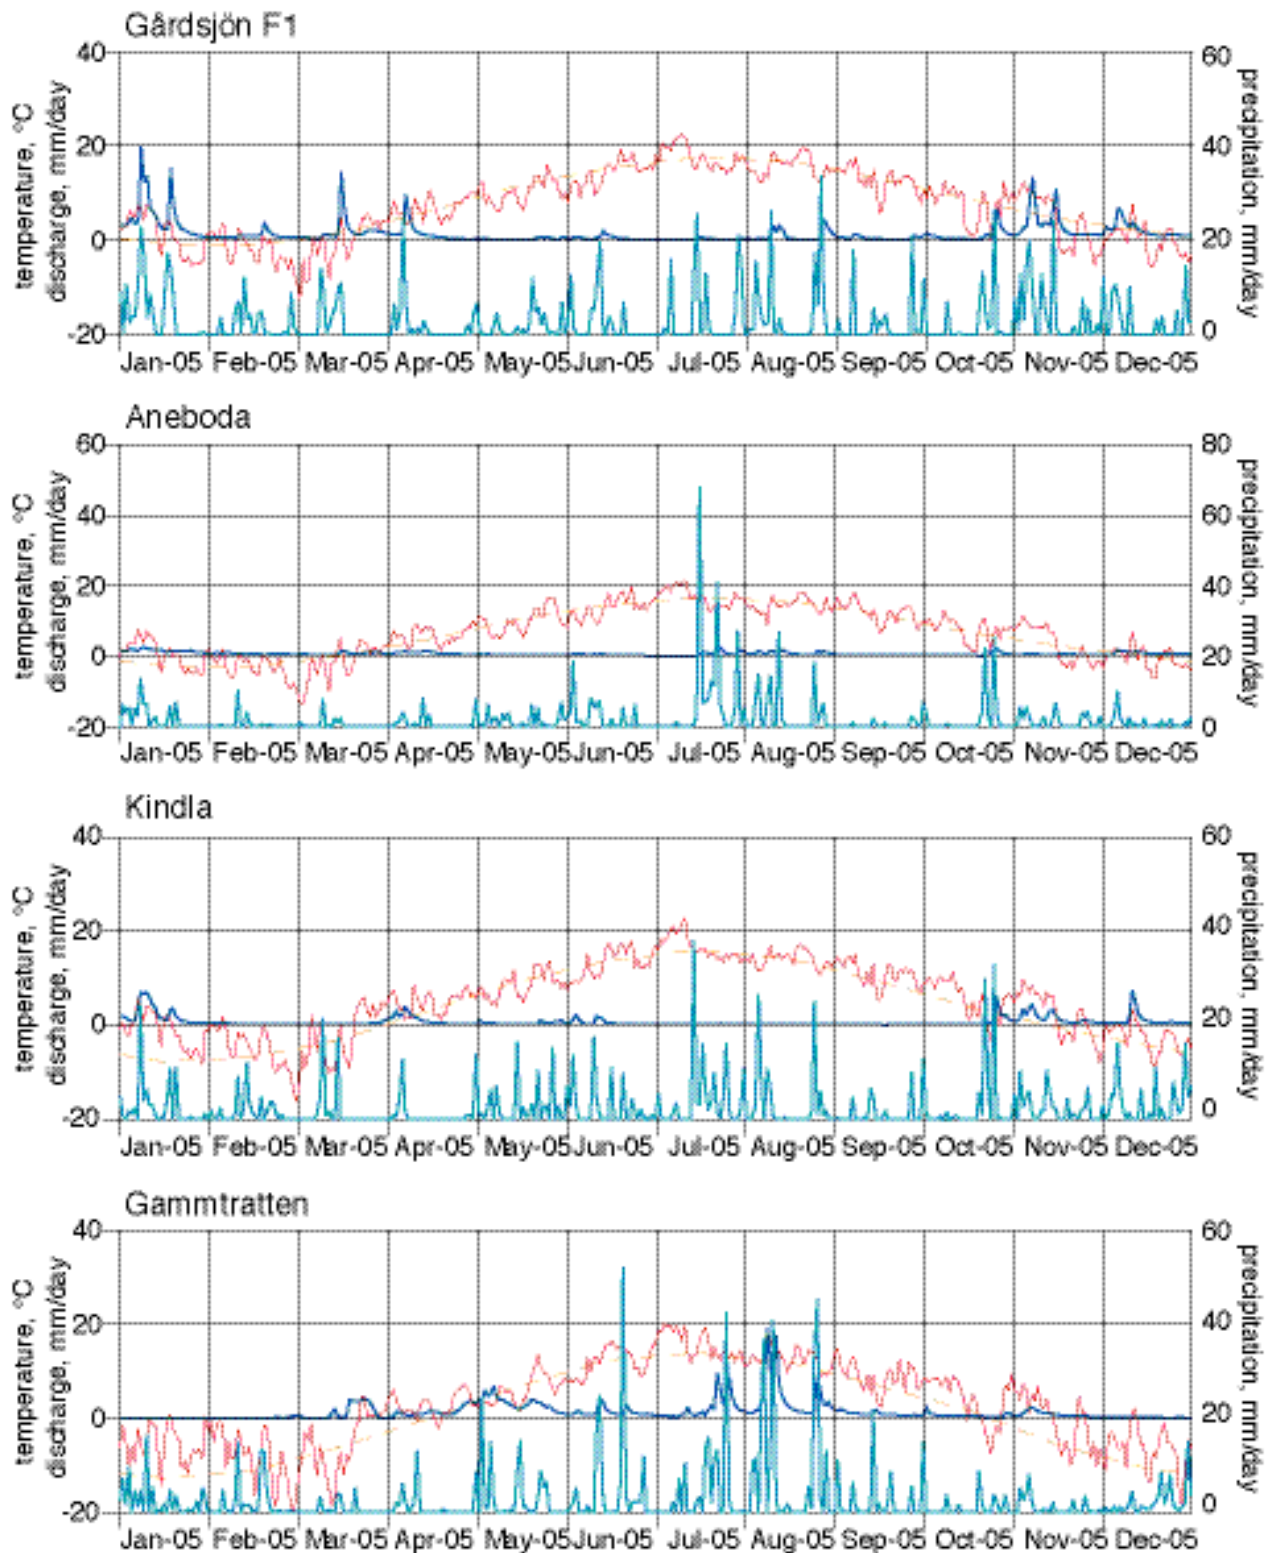 Gårdsjön F1
40 20 0 -20
temperature, °C
discharge, mm/day
60 40 20 0
precipitation, mm/day
Jan-05 Feb-05 Mar-05 Apr-05 May-05 Jun-05 Jul-05 Aug-05 Sep-05 Oct-05 Nov-05 Dec-05
Aneboda
60 40 20 0 -20
temperature, °C
discharge, mm/day
80 60 40 20 0
precipitation, mm/day
Jan-05 Feb-05 Mar-05 Apr-05 May-05 Jun-05 Jul-05 Aug-05 Sep-05 Oct-05 Nov-05 Dec-05
Kindla
40 20 0 -20
temperature, °C
discharge, mm/day
60 40 20 0
precipitation, mm/day
Jan-05 Feb-05 Mar-05 Apr-05 May-05 Jun-05 Jul-05 Aug-05 Sep-05 Oct-05 Nov-05 Dec-05
Gammtratten
40 20 0 -20
temperature, °C
discharge, mm/day
60 40 20 0
precipitation, mm/day
Jan-05 Feb-05 Mar-05 Apr-05 May-05 Jun-05 Jul-05 Aug-05 Sep-05 Oct-05 Nov-05 Dec-05